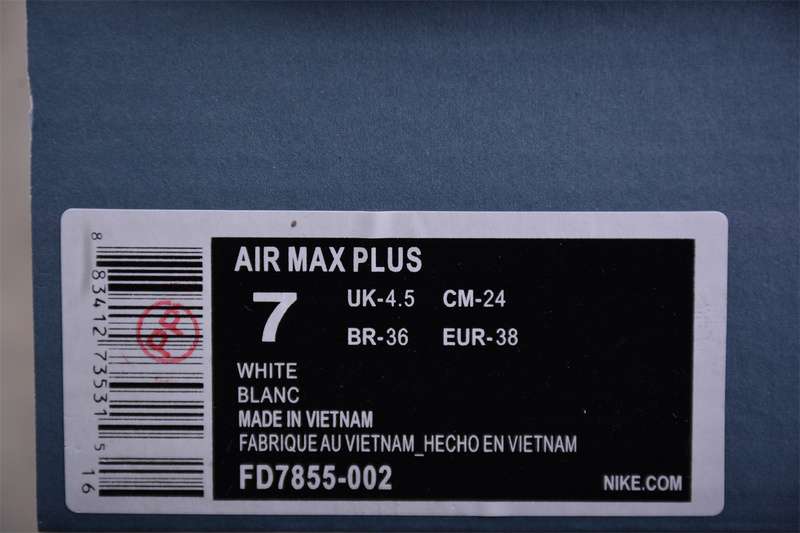 AIR MAX PLUS
7
UK-4.5 CM-24
BR-36 EUR-38
WHITE
BLANC
MADE IN VIETNAM
FABRIQUE AU VIETNAM_HECHO EN VIETNAM
FD7855-002
NIKE.COM
8 83412 73531 5 16
PP